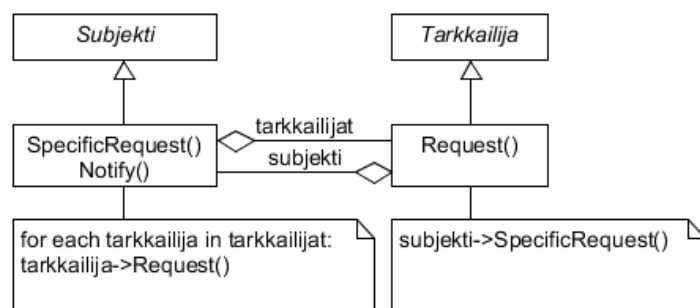 Subjekti
Tarkkailija
SpecificRequest()
Notify()
tarkkailijat
subjekti
Request()
for each tarkkailija in tarkkailijat:
tarkkailija->Request()
subjekti->SpecificRequest()